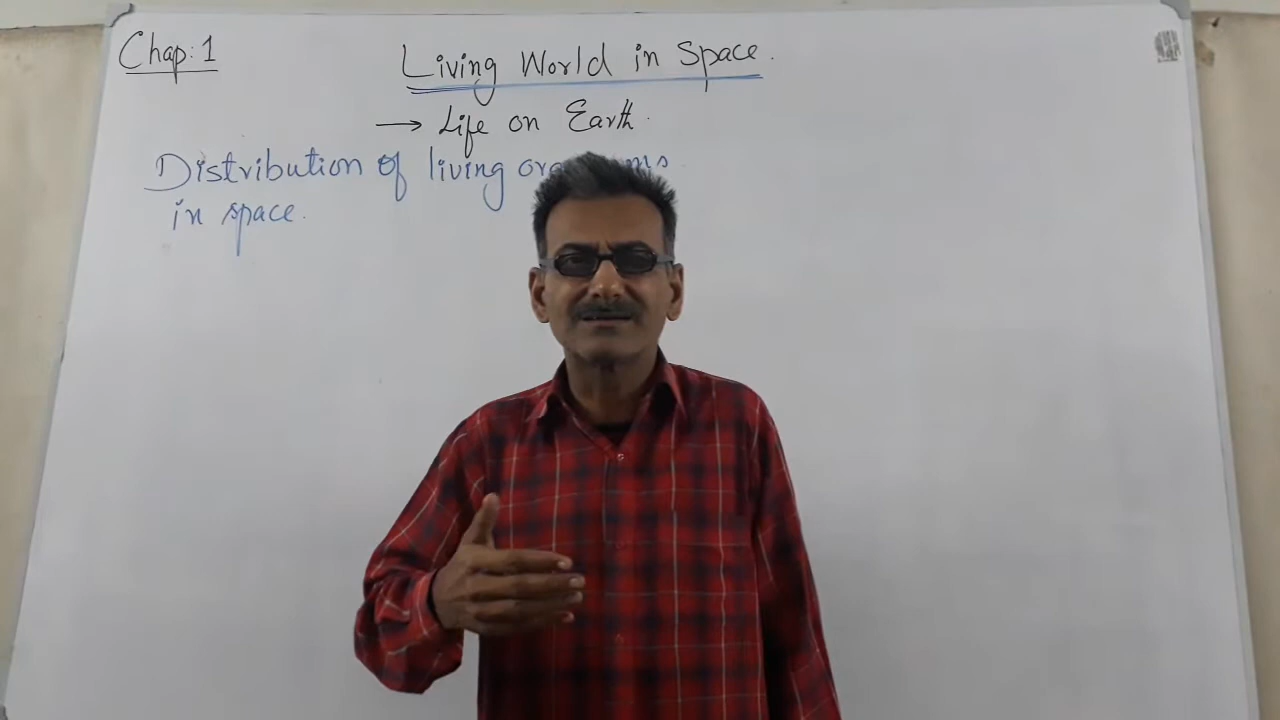 Chap: 1
Living World in Space.
→ Life on Earth.
Distribution of living
in space.